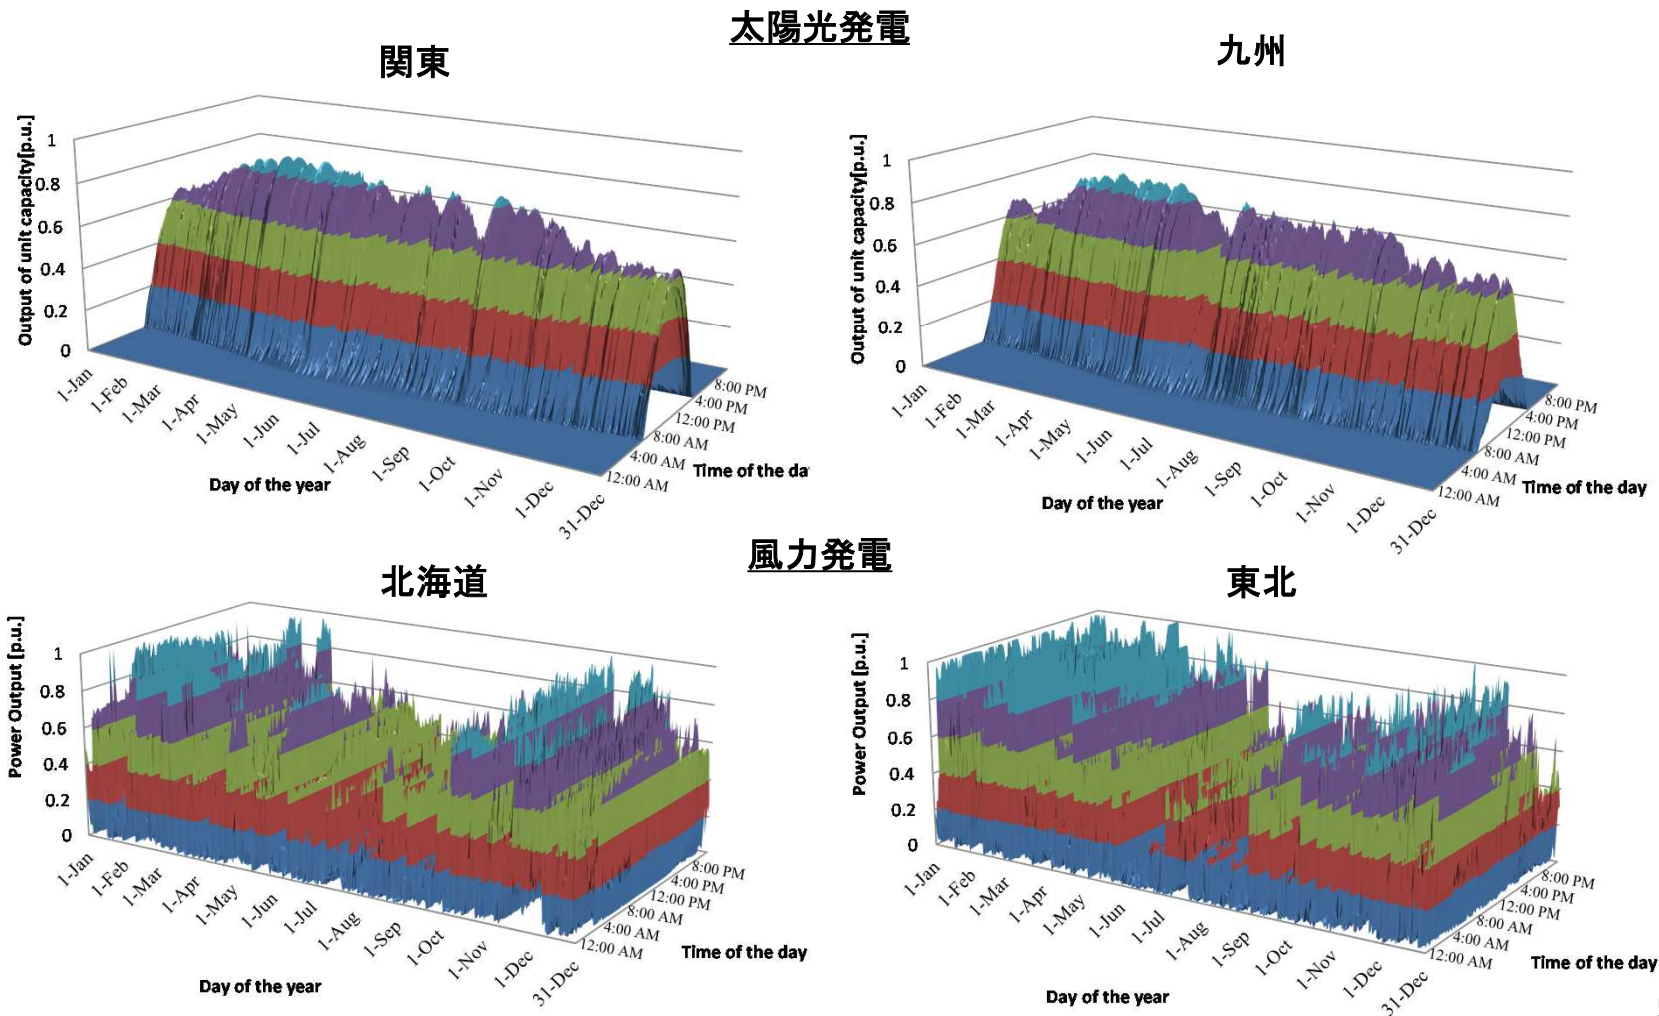 太陽光発電
関東
九州
Output of unit capacity[p.u.]
1
0.8
0.6
0.4
0.2
0
1-Jan
1-Feb
1-Mar
1-Apr
1-May
1-Jun
1-Jul
1-Aug
1-Sep
1-Oct
1-Nov
1-Dec
31-Dec
Day of the year
8:00 PM
4:00 PM
12:00 PM
8:00 AM
4:00 AM
12:00 AM
Time of the da
Output of unit capacity[p.u.]
1
0.8
0.6
0.4
0.2
0
1-Jan
1-Feb
1-Mar
1-Apr
1-May
1-Jun
1-Jul
1-Aug
1-Sep
1-Oct
1-Nov
1-Dec
31-Dec
Day of the year
8:00 PM
4:00 PM
12:00 PM
8:00 AM
4:00 AM
12:00 AM
Time of the day
風力発電
北海道
東北
Power Output [p.u.]
1
0.8
0.6
0.4
0.2
0
1-Jan
1-Feb
1-Mar
1-Apr
1-May
1-Jun
1-Jul
1-Aug
1-Sep
1-Oct
1-Nov
1-Dec
31-Dec
Day of the year
8:00 PM
4:00 PM
12:00 PM
8:00 AM
4:00 AM
12:00 AM
Time of the day
Power Output [p.u.]
1
0.8
0.6
0.4
0.2
0
1-Jan
1-Feb
1-Mar
1-Apr
1-May
1-Jun
1-Jul
1-Aug
1-Sep
1-Oct
1-Nov
1-Dec
31-Dec
Day of the year
8:00 PM
4:00 PM
12:00 PM
8:00 AM
4:00 AM
12:00 AM
Time of the day